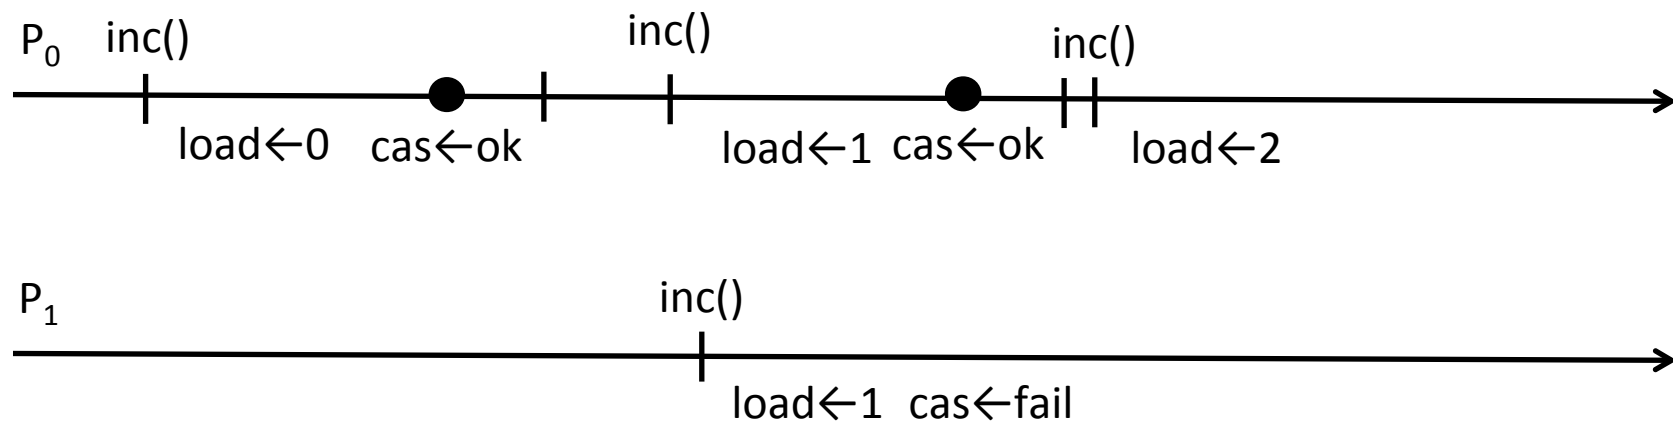 P0 inc() inc() inc()
load←0 cas←ok load←1 cas←ok load←2
P1 inc()
load←1 cas←fail